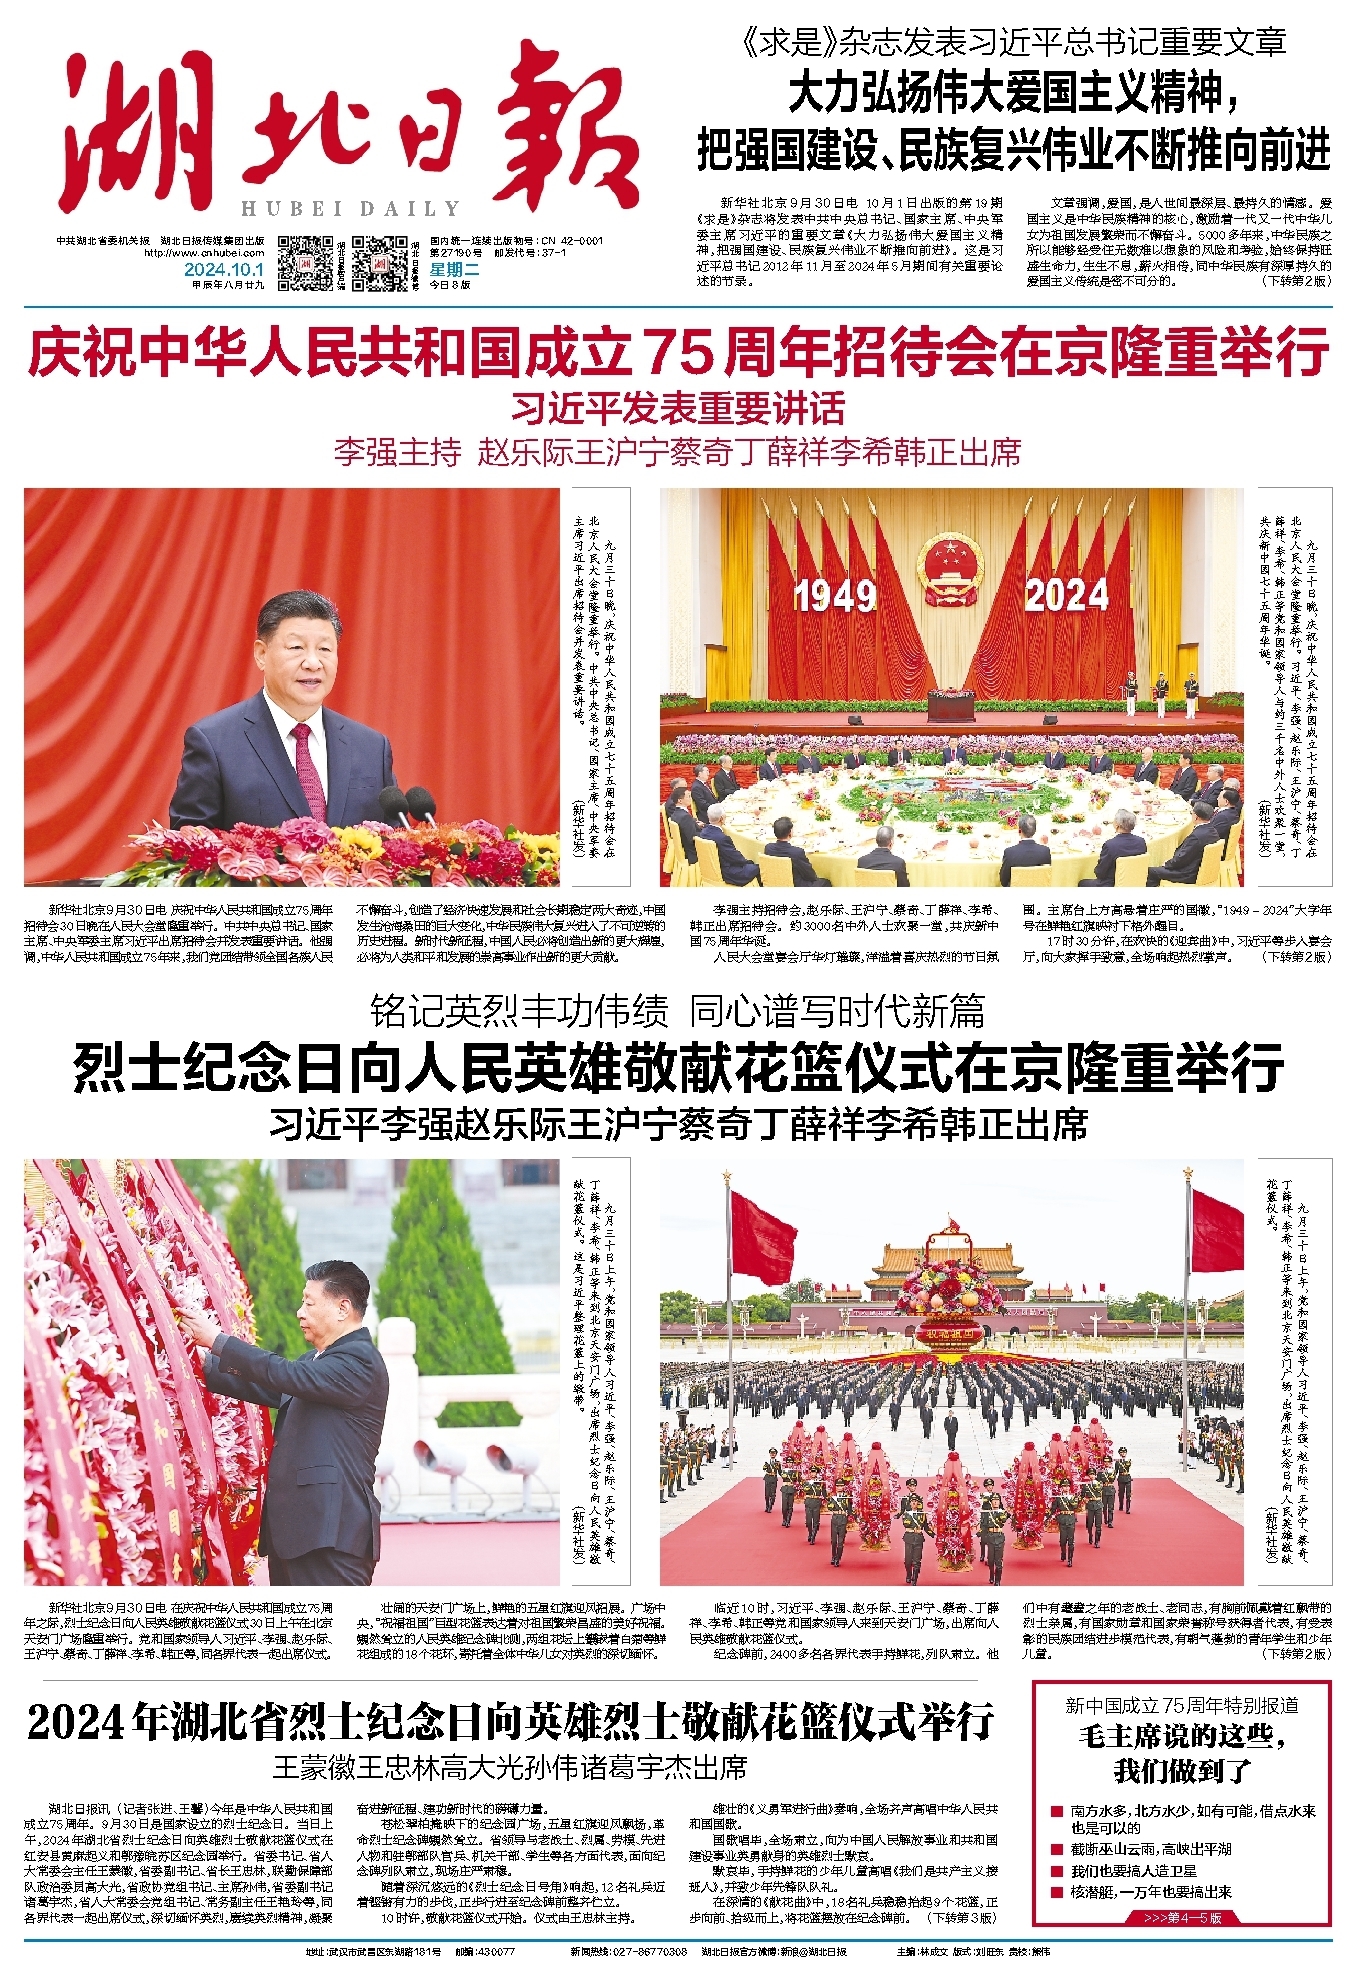 湖北日報
HUBEI DAILY
中共湖北省委机关报 湖北日报传媒集团出版
http://www.cnhubei.com
2024.10.1
甲辰年八月廿九
国内统一连续出版物号：CN 42-0001
第27190号 邮发代号：37-1
星期二
今日8版
《求是》杂志发表习近平总书记重要文章
大力弘扬伟大爱国主义精神，
把强国建设、民族复兴伟业不断推向前进
新华社北京9月30日电 10月1日出版的第19期
《求是》杂志将发表中共中央总书记、国家主席、中央军
委主席习近平的重要文章《大力弘扬伟大爱国主义精
神，把强国建设、民族复兴伟业不断推向前进》。这是习
近平总书记2012年11月至2024年5月期间有关重要论
述的节录。
文章强调，爱国，是人世间最深层、最持久的情感。爱
国主义是中华民族精神的核心，激励着一代又一代中华儿
女为祖国发展繁荣而不懈奋斗。5000多年来，中华民族之
所以能够经受住无数难以想象的风险和考验，始终保持旺
盛生命力，生生不息，薪火相传，同中华民族有深厚持久的
爱国主义传统是密不可分的。 （下转第2版）
庆祝中华人民共和国成立75周年招待会在京隆重举行
习近平发表重要讲话
李强主持 赵乐际王沪宁蔡奇丁薛祥李希韩正出席
九月三十日晚，庆祝中华人民共和国成立七十五周年招待会在
北京人民大会堂隆重举行。中共中央总书记、国家主席、中央军委
主席习近平出席招待会并发表重要讲话。
（新华社发）
1949
2024
九月三十日晚，庆祝中华人民共和国成立七十五周年招待会在
北京人民大会堂隆重举行。习近平、李强、赵乐际、王沪宁、蔡奇、丁
薛祥、李希、韩正等党和国家领导人与约三千名中外人士欢聚一堂，
共庆新中国七十五周年华诞。
（新华社发）
新华社北京9月30日电 庆祝中华人民共和国成立75周年
招待会30日晚在人民大会堂隆重举行。中共中央总书记、国家
主席、中央军委主席习近平出席招待会并发表重要讲话。他强
调，中华人民共和国成立75年来，我们党团结带领全国各族人民
不懈奋斗，创造了经济快速发展和社会长期稳定两大奇迹，中国
发生沧海桑田的巨大变化，中华民族伟大复兴进入了不可逆转的
历史进程。新时代新征程，中国人民必将创造出新的更大辉煌，
必将为人类和平和发展的崇高事业作出新的更大贡献。
李强主持招待会，赵乐际、王沪宁、蔡奇、丁薛祥、李希、
韩正出席招待会。约3000名中外人士欢聚一堂，共庆新中
国75周年华诞。
人民大会堂宴会厅华灯璀璨，洋溢着喜庆热烈的节日氛
围。主席台上方高悬着庄严的国徽，“1949－2024”大字年
号在鲜艳红旗映衬下格外醒目。
17时30分许，在欢快的《迎宾曲》中，习近平等步入宴会
厅，向大家挥手致意，全场响起热烈掌声。 （下转第2版）
铭记英烈丰功伟绩 同心谱写时代新篇
烈士纪念日向人民英雄敬献花篮仪式在京隆重举行
习近平李强赵乐际王沪宁蔡奇丁薛祥李希韩正出席
九月三十日上午，党和国家领导人习近平、李强、赵乐际、王沪宁、蔡奇、
丁薛祥、李希、韩正等来到北京天安门广场，出席烈士纪念日向人民英雄敬
献花篮仪式。这是习近平整理花篮上的缎带。
（新华社发）
祝福祖国
九月三十日上午，党和国家领导人习近平、李强、赵乐际、王沪宁、蔡奇、
丁薛祥、李希、韩正等来到北京天安门广场，出席烈士纪念日向人民英雄敬献
花篮仪式。
（新华社发）
新华社北京9月30日电 在庆祝中华人民共和国成立75周
年之际，烈士纪念日向人民英雄敬献花篮仪式30日上午在北京
天安门广场隆重举行。党和国家领导人习近平、李强、赵乐际、
王沪宁、蔡奇、丁薛祥、李希、韩正等，同各界代表一起出席仪式。
壮阔的天安门广场上，鲜艳的五星红旗迎风招展。广场中
央，“祝福祖国”巨型花篮表达着对祖国繁荣昌盛的美好祝福。
巍然耸立的人民英雄纪念碑北侧，两组花坛上镶嵌着白菊等鲜
花组成的18个花环，寄托着全体中华儿女对英烈的深切缅怀。
临近10时，习近平、李强、赵乐际、王沪宁、蔡奇、丁薛
祥、李希、韩正等党和国家领导人来到天安门广场，出席向人
民英雄敬献花篮仪式。
纪念碑前，2400多名各界代表手持鲜花，列队肃立。他
们中有耄耋之年的老战士、老同志，有胸前佩戴着红飘带的
烈士亲属，有国家勋章和国家荣誉称号获得者代表，有受表
彰的民族团结进步模范代表，有朝气蓬勃的青年学生和少年
儿童。 （下转第2版）
2024年湖北省烈士纪念日向英雄烈士敬献花篮仪式举行
王蒙徽王忠林高大光孙伟诸葛宇杰出席
湖北日报讯 （记者张进、王馨）今年是中华人民共和国
成立75周年。9月30日是国家设立的烈士纪念日。当日上
午，2024年湖北省烈士纪念日向英雄烈士敬献花篮仪式在
红安县黄麻起义和鄂豫皖苏区纪念园举行。省委书记、省人
大常委会主任王蒙徽，省委副书记、省长王忠林，联勤保障部
队政治委员高大光，省政协党组书记、主席孙伟，省委副书记
诸葛宇杰，省人大常委会党组书记、常务副主任王艳玲等，同
各界代表一起出席仪式，深切缅怀英烈，赓续英烈精神，凝聚
奋进新征程、建功新时代的磅礴力量。
苍松翠柏掩映下的纪念园广场，五星红旗迎风飘扬，革
命烈士纪念碑巍然耸立。省领导与老战士、烈属、劳模、先进
人物和驻鄂部队官兵、机关干部、学生等各方面代表，面向纪
念碑列队肃立，现场庄严肃穆。
随着深沉悠远的《烈士纪念日号角》响起，12名礼兵迈
着铿锵有力的步伐，正步行进至纪念碑前整齐伫立。
10时许，敬献花篮仪式开始。仪式由王忠林主持。
雄壮的《义勇军进行曲》奏响，全场齐声高唱中华人民共
和国国歌。
国歌唱毕，全场肃立，向为中国人民解放事业和共和国
建设事业英勇献身的英雄烈士默哀。
默哀毕，手持鲜花的少年儿童高唱《我们是共产主义接
班人》，并致少年先锋队队礼。
在深情的《献花曲》中，18名礼兵稳稳抬起9个花篮，正
步向前、拾级而上，将花篮摆放在纪念碑前。 （下转第3版）
新中国成立75周年特别报道
毛主席说的这些，
我们做到了
南方水多，北方水少，如有可能，借点水来
也是可以的
截断巫山云雨，高峡出平湖
我们也要搞人造卫星
核潜艇，一万年也要搞出来
>>>第4—5版
地址：武汉市武昌区东湖路181号 邮编：430077 新闻热线：027-86770308 湖北日报官方微博：新浪@湖北日报 主编：林成文 版式：刘旺东 责校：熊伟